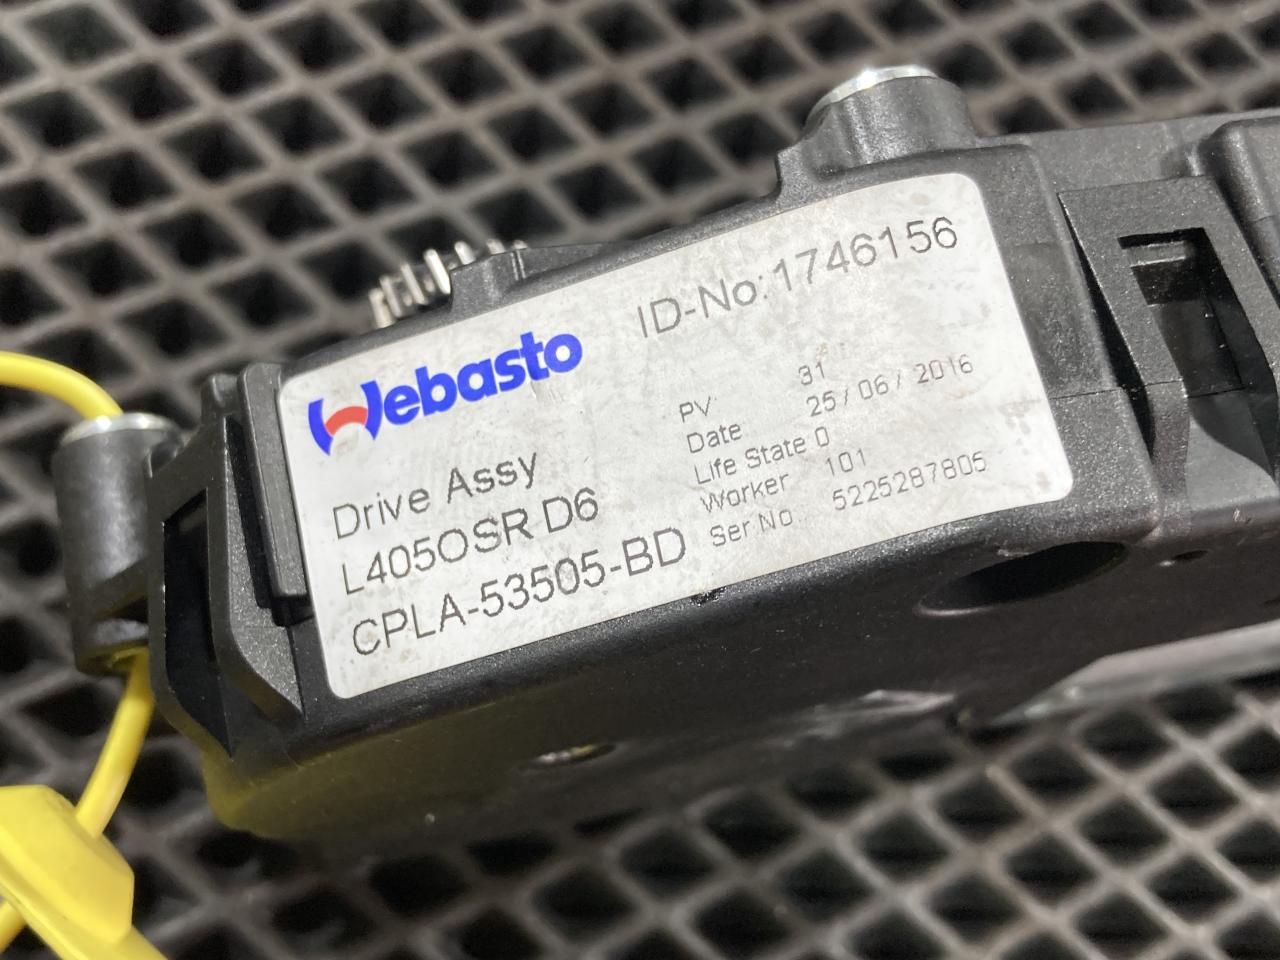 Webasto
ID-No:1746156
Drive Assy
L405OSR D6
CPLA-53505-BD
PV 31
Date 25/06/2016
Life State 0
Worker 101
Ser.No. 5225287805